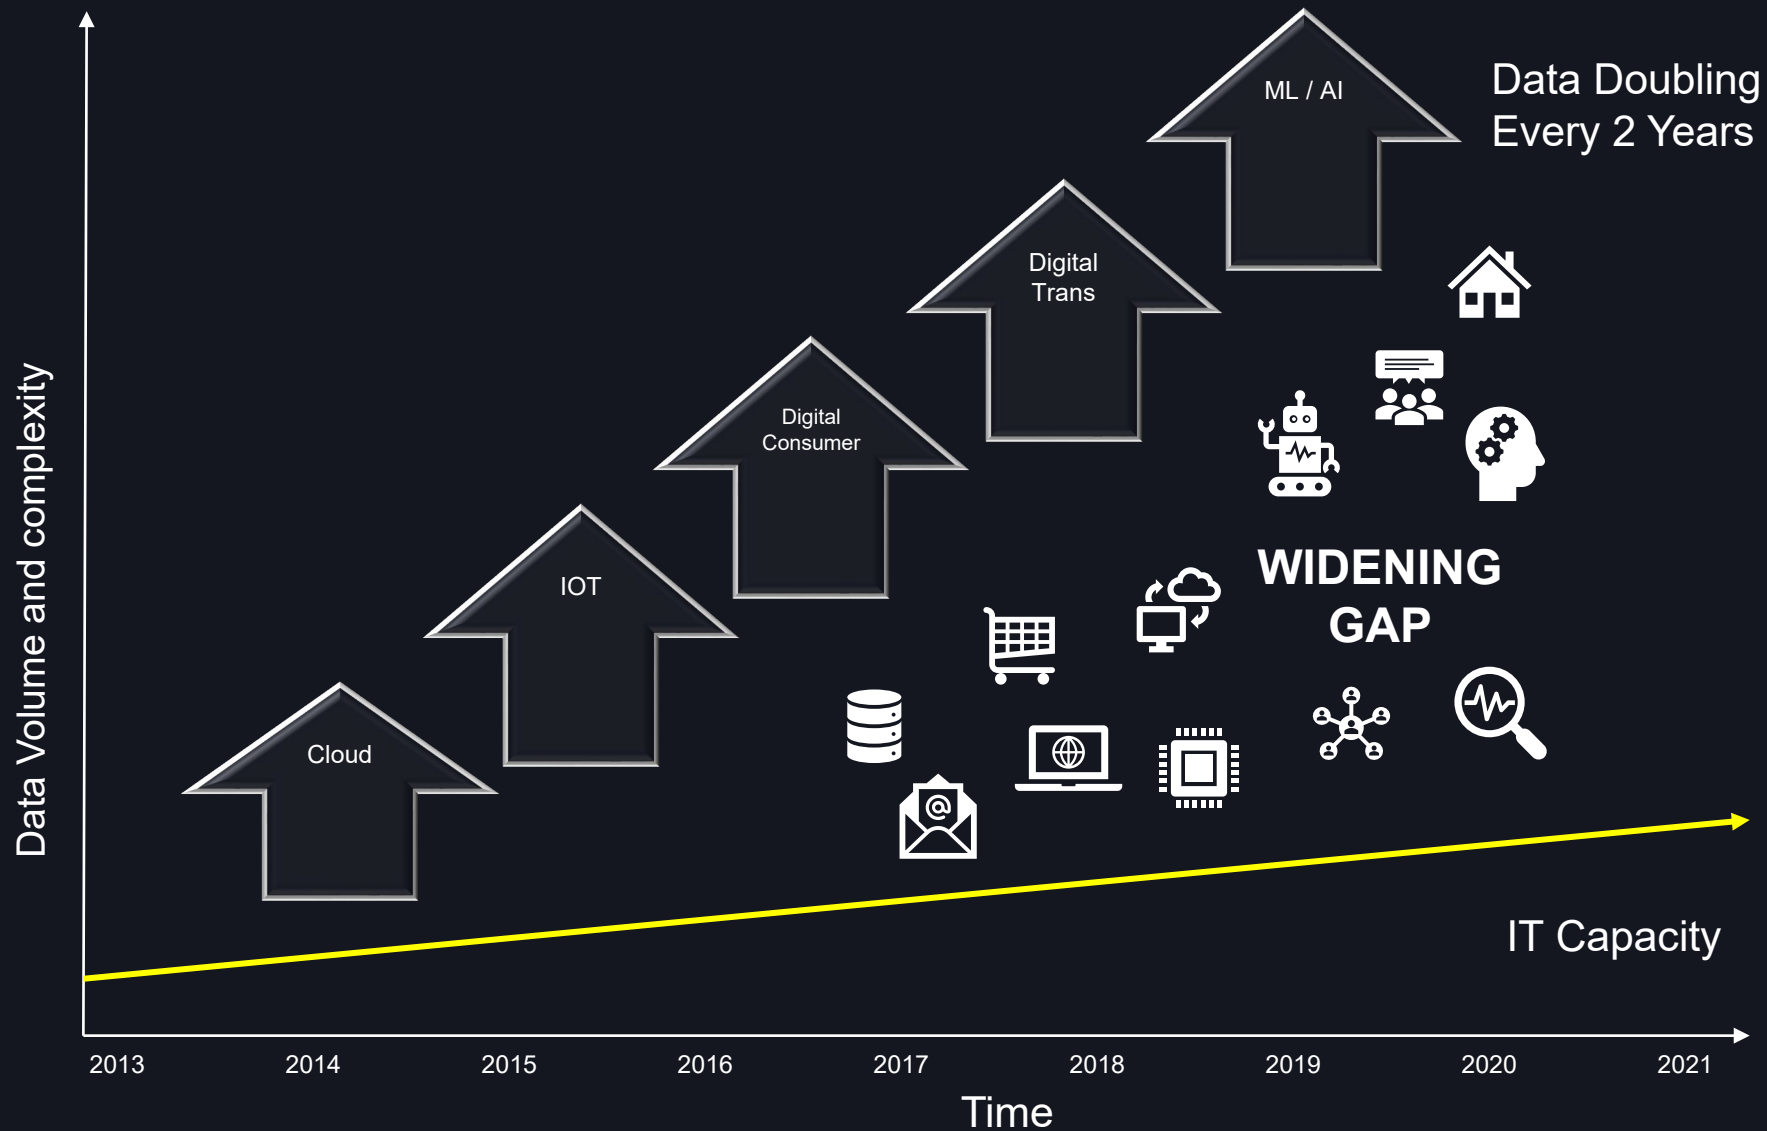 ML / AI
Data Doubling
Every 2 Years
Digital
Trans
Digital
Consumer
IOT
Cloud
WIDENING
GAP
@
IT Capacity
Data Volume and complexity
2013 2014 2015 2016 2017 2018 2019 2020 2021
Time